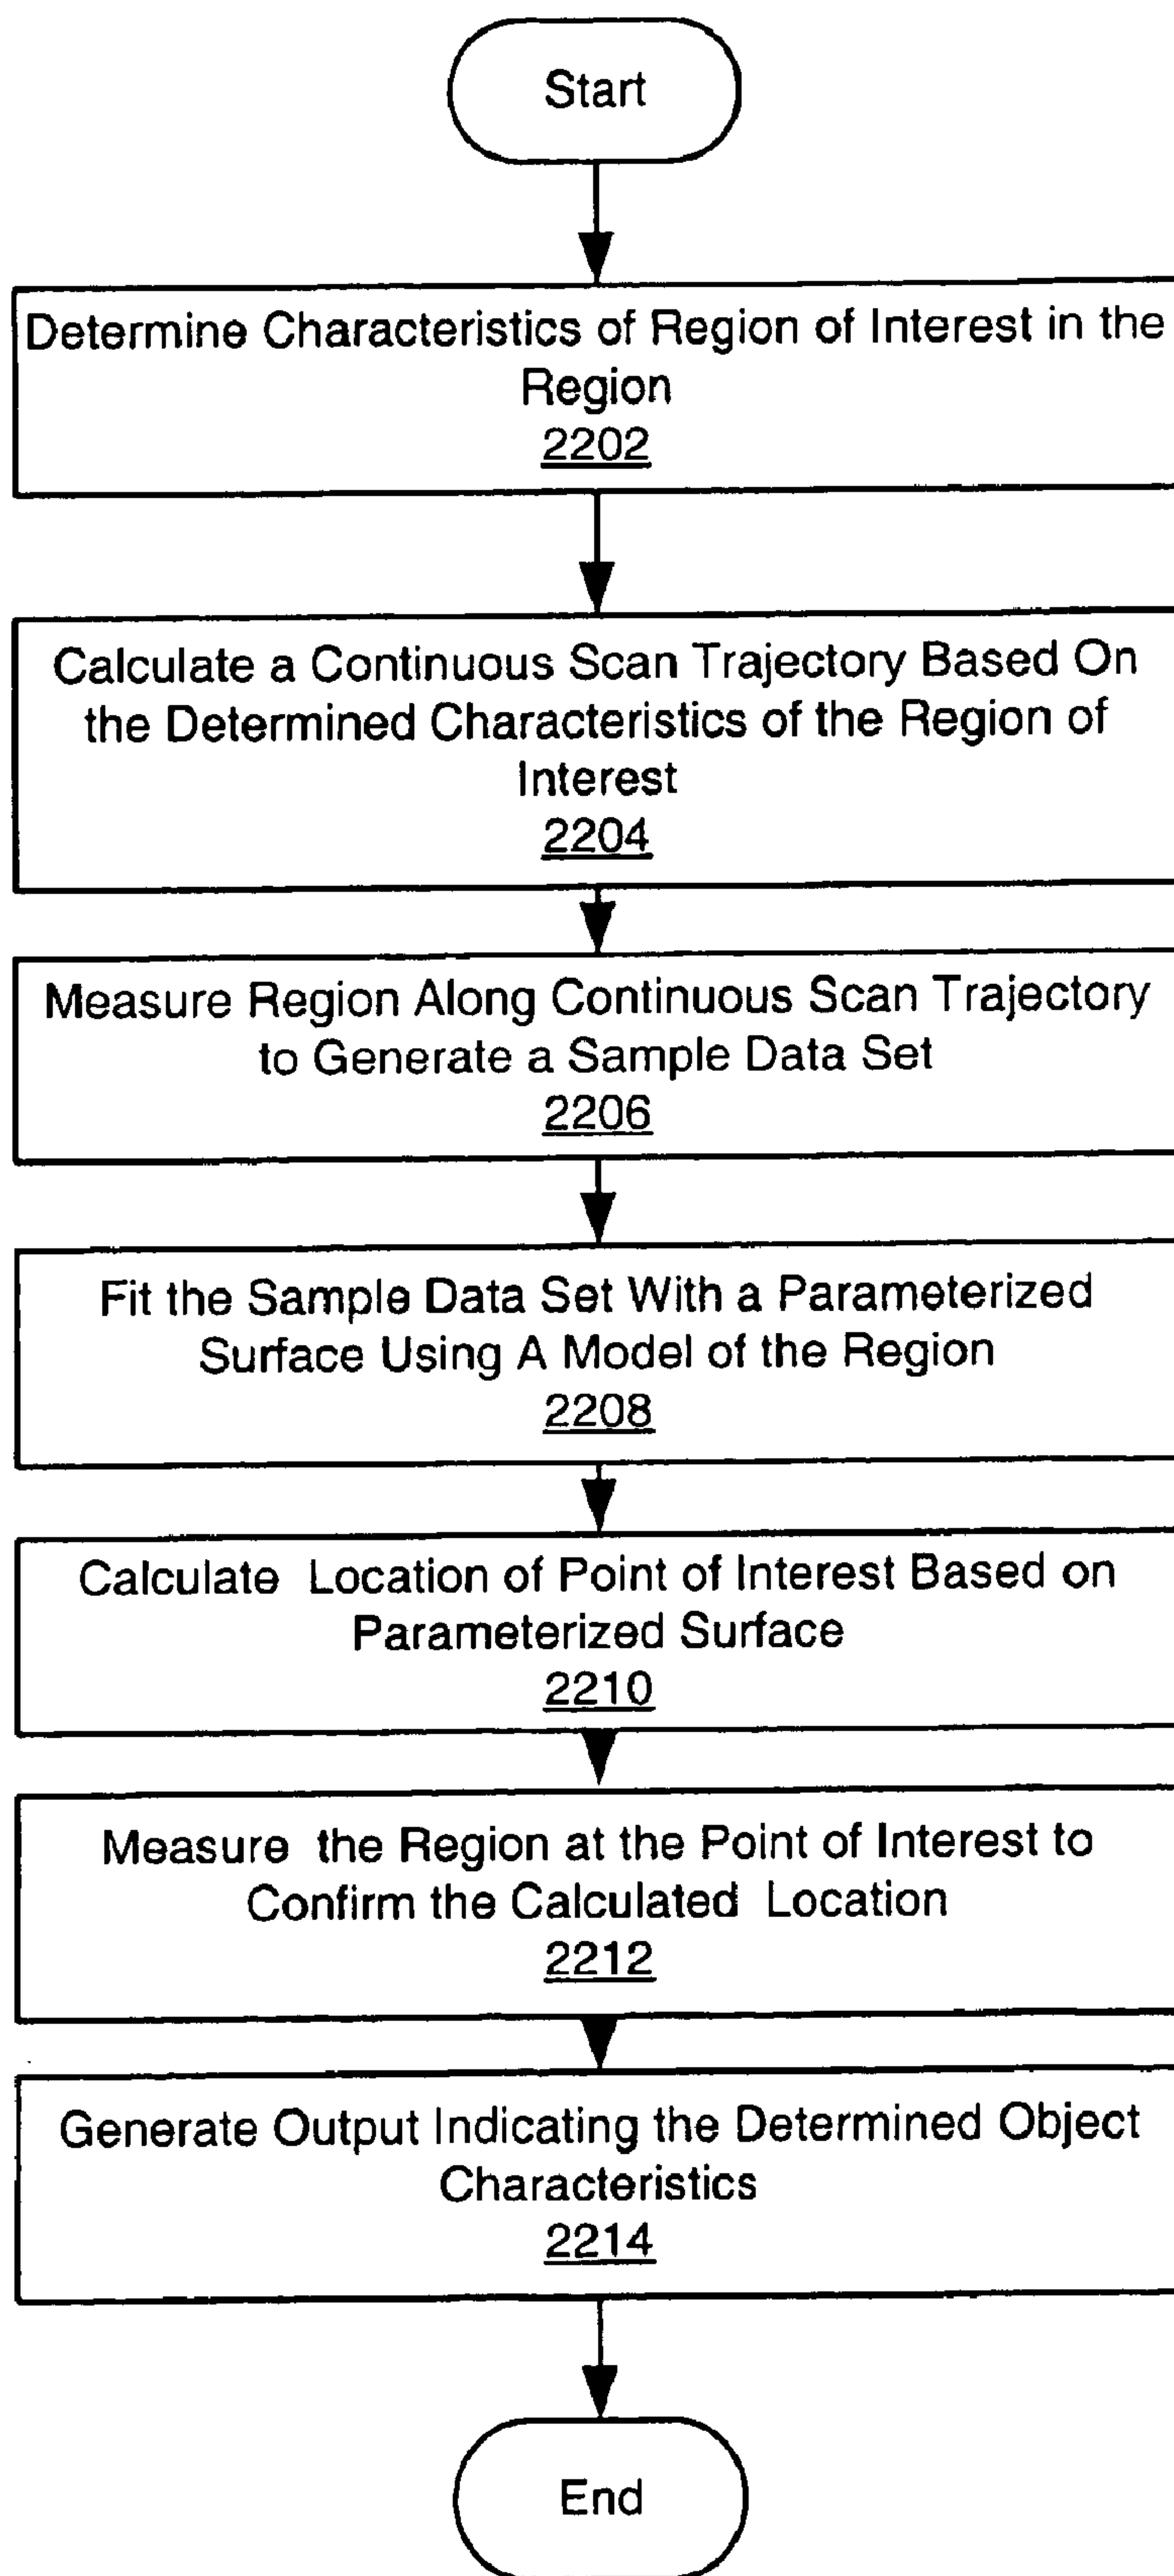 Start
Determine Characteristics of Region of Interest in the
Region
2202
Calculate a Continuous Scan Trajectory Based On
the Determined Characteristics of the Region of
Interest
2204
Measure Region Along Continuous Scan Trajectory
to Generate a Sample Data Set
2206
Fit the Sample Data Set With a Parameterized
Surface Using A Model of the Region
2208
Calculate Location of Point of Interest Based on
Parameterized Surface
2210
Measure the Region at the Point of Interest to
Confirm the Calculated Location
2212
Generate Output Indicating the Determined Object
Characteristics
2214
End